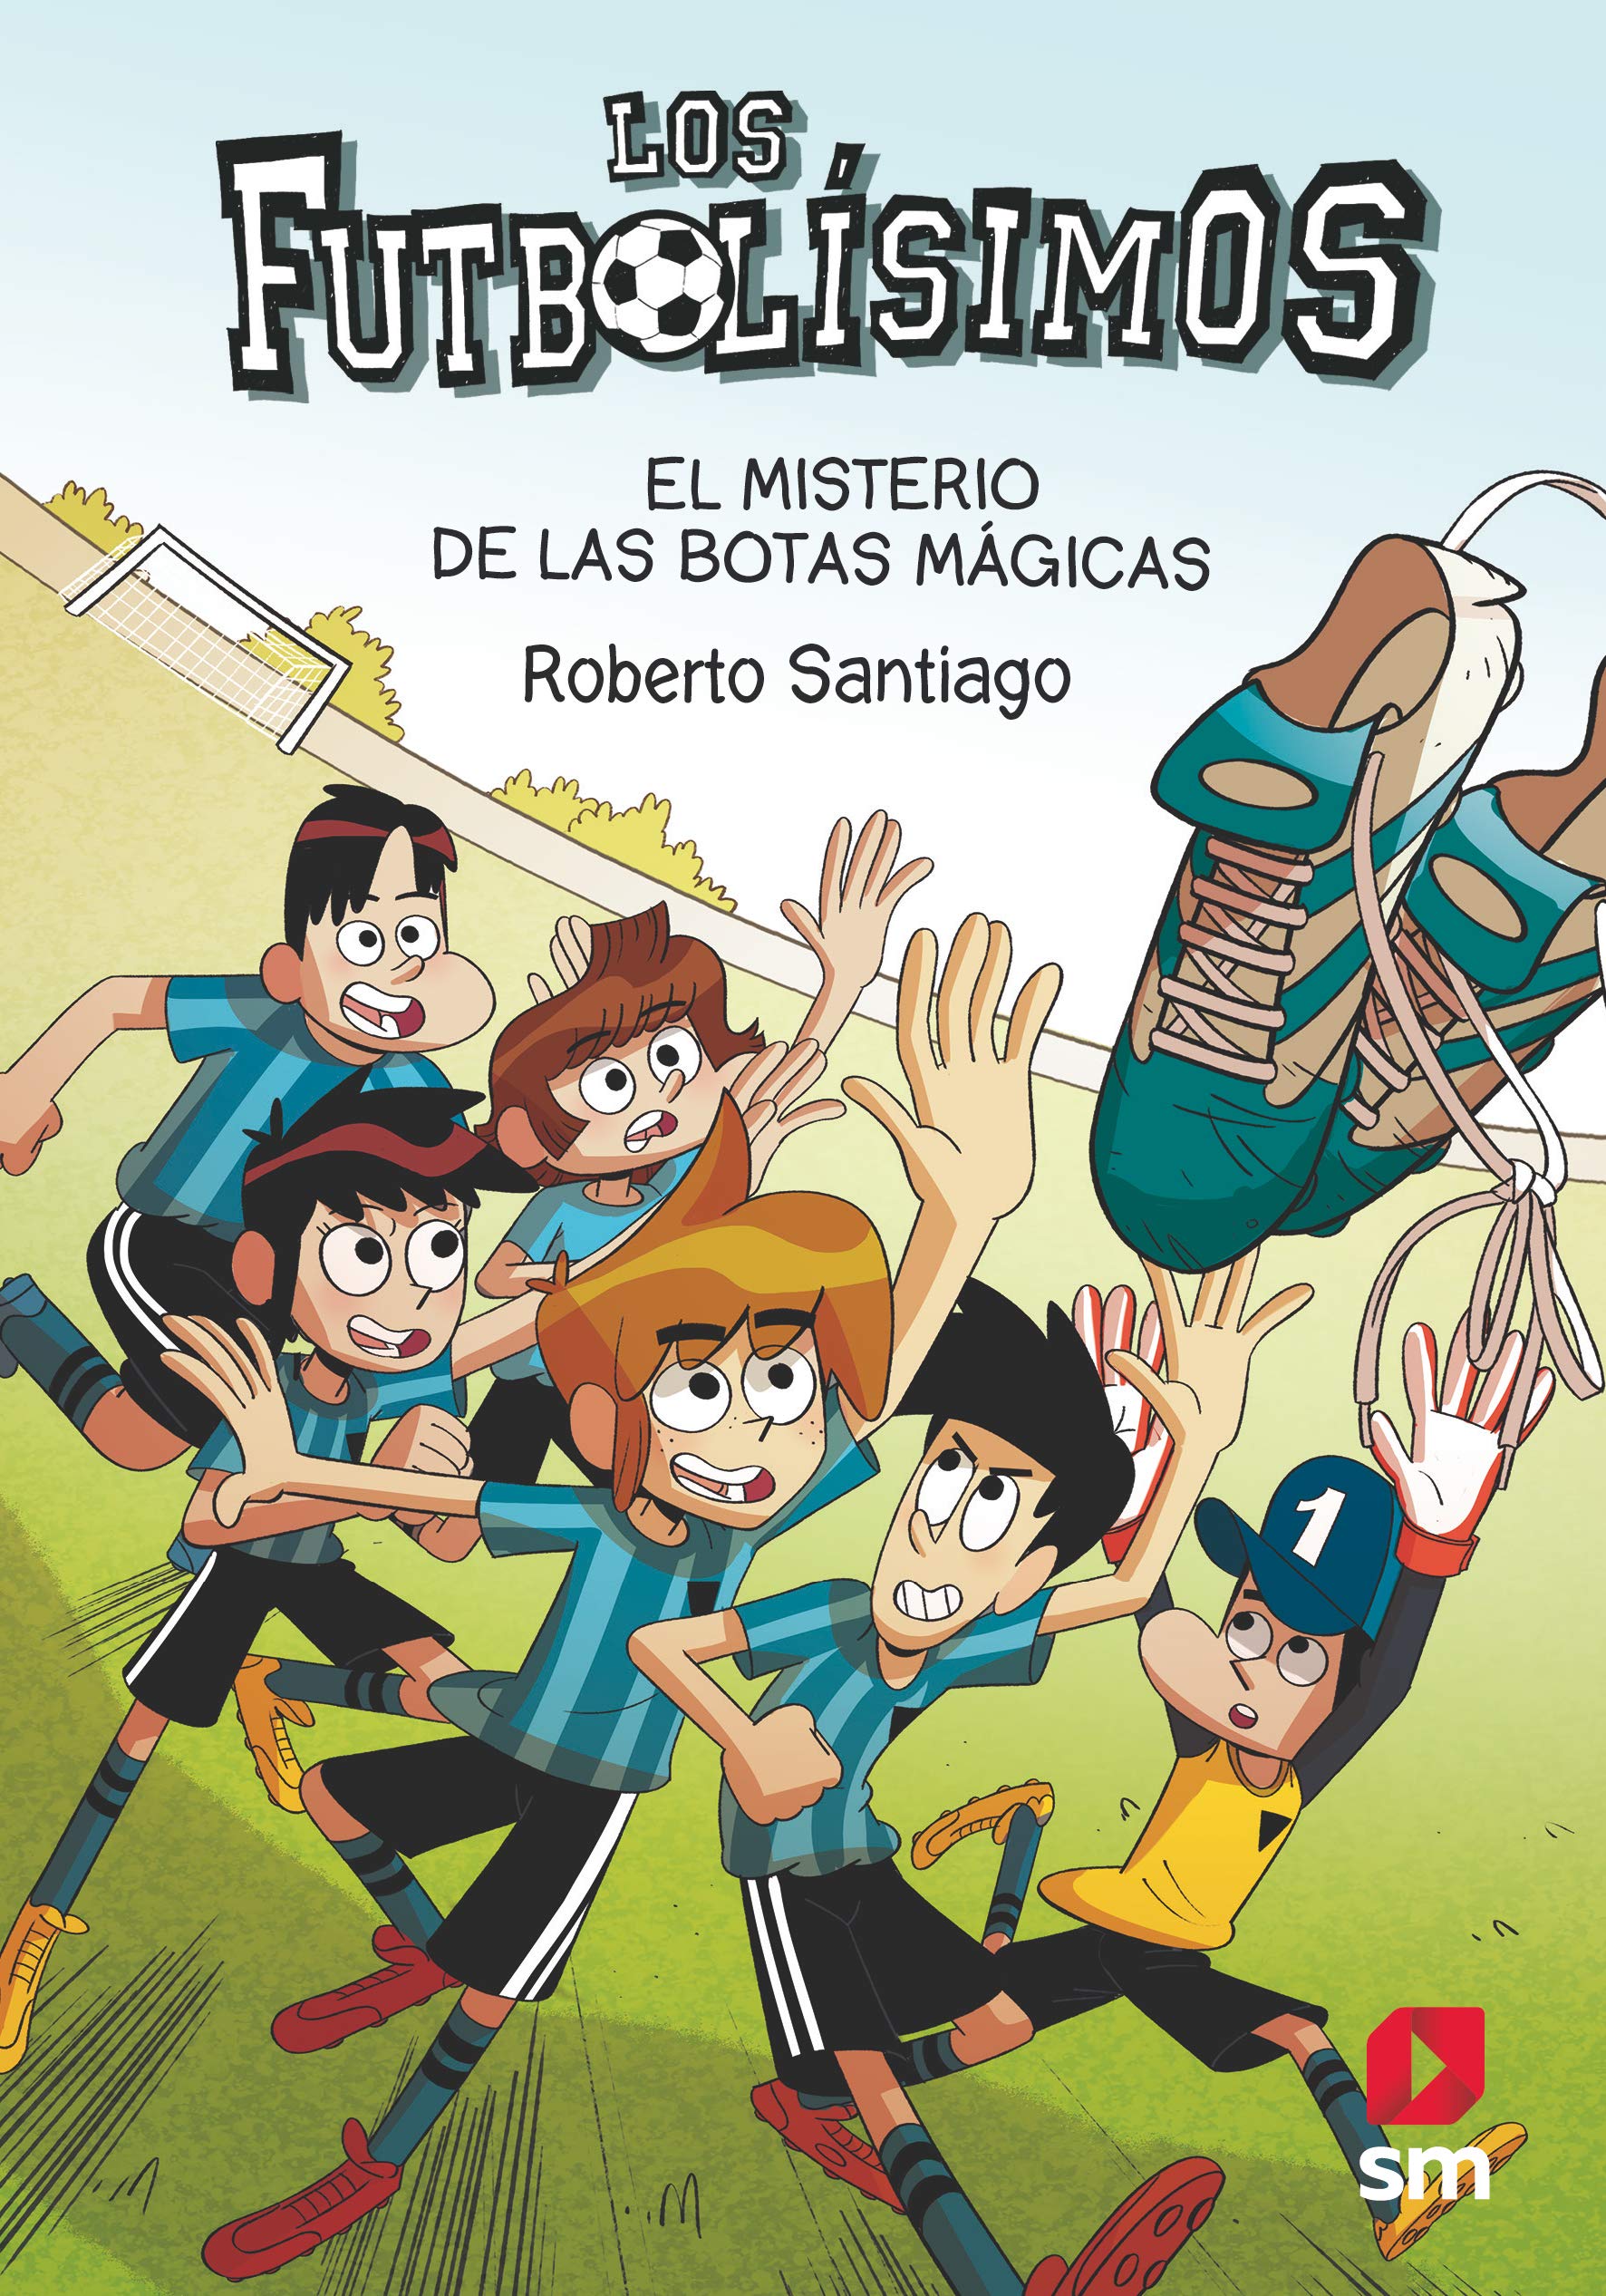 LOS
FUTBOLÍSIMOS
EL MISTERIO
DE LAS BOTAS MÁGICAS
Roberto Santiago
1
sm